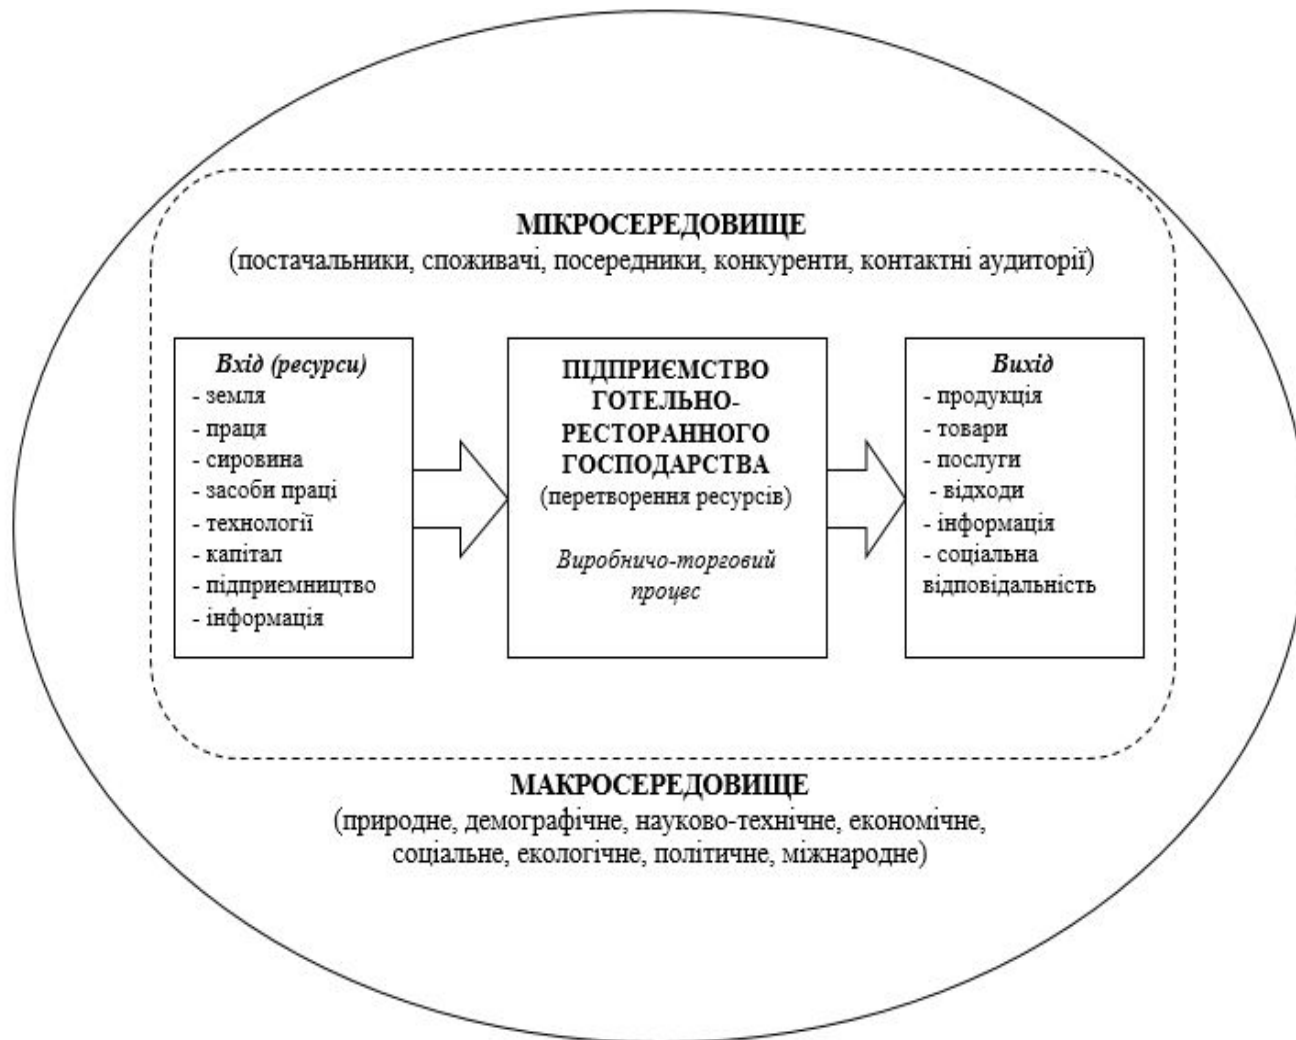 МІКРОСЕРЕДОВИЩЕ
(постачальники, споживачі, посередники, конкуренти, контактні аудиторії)
Вхід (ресурси)
- земля
- праця
- сировина
- засоби праці
- технології
- капітал
- підприємництво
- інформація
ПІДПРИЄМСТВО
ГОТЕЛЬНО-
РЕСТОРАННОГО
ГОСПОДАРСТВА
(перетворення ресурсів)
Виробничо-торговий
процес
Вихід
- продукція
- товари
- послуги
- відходи
- інформація
- соціальна
відповідальність
МАКРОСЕРЕДОВИЩЕ
(природне, демографічне, науково-технічне, економічне,
соціальне, екологічне, політичне, міжнародне)